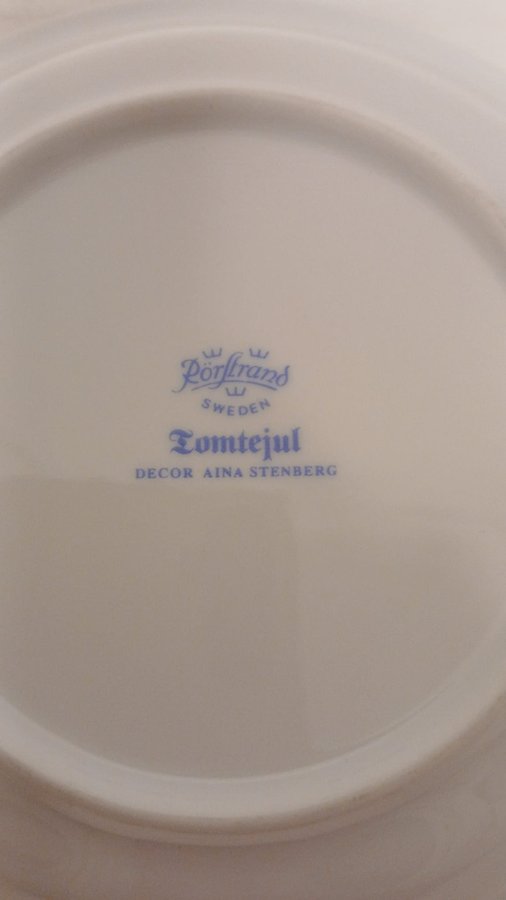 Rörstrand
SWEDEN
Tomtejul
DECOR AINA STENBERG